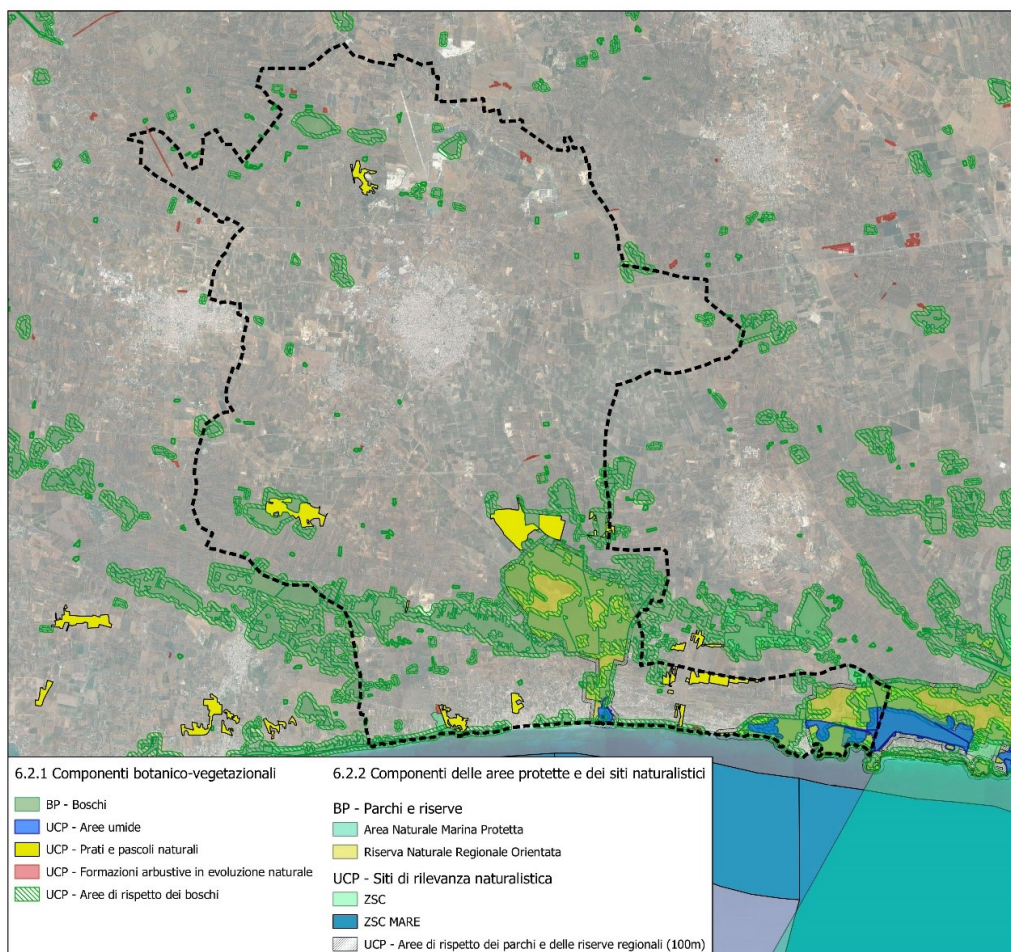 6.2.1 Componenti botanico-vegetazionali
BP - Boschi
UCP - Aree umide
UCP - Prati e pascoli naturali
UCP - Formazioni arbustive in evoluzione naturale
UCP - Aree di rispetto dei boschi
6.2.2 Componenti delle aree protette e dei siti naturalistici
BP - Parchi e riserve
Area Naturale Marina Protetta
Riserva Naturale Regionale Orientata
UCP - Siti di rilevanza naturalistica
ZSC
ZSC MARE
UCP - Aree di rispetto dei parchi e delle riserve regionali (100m)